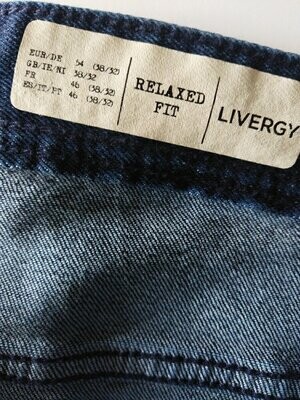 EUR/DE 54 (38/32)
GB/IE/NI 38/32
FR 46 (38/32)
ES/IT/PT 46 (38/32)
RELAXED
FIT
LIVERGY